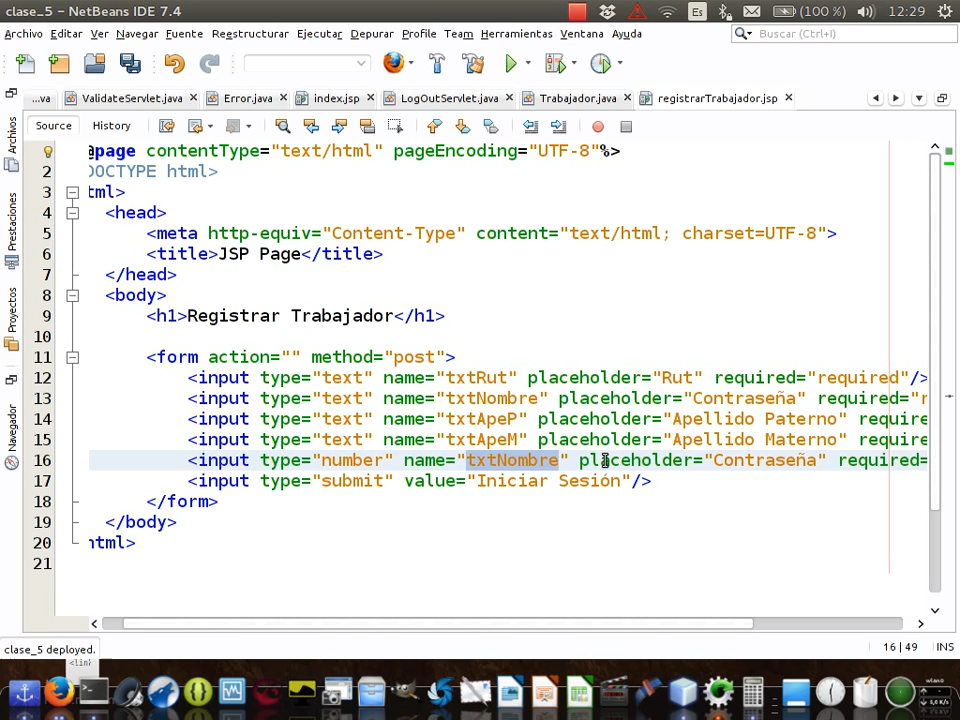 clase_5 - NetBeans IDE 7.4
Es
(100 %)
12:29
Archivo Editar Ver Navegar Fuente Reestructurar Ejecutar Depurar Profile Team Herramientas Ventana Ayuda
Buscar (Ctrl+I)
...va ValidateServlet.java Error.java index.jsp LogOutServlet.java Trabajador.java registrarTrabajador.jsp
Source History
Archivos
Prestaciones
Proyectos
Navegador
page contentType="text/html" pageEncoding="UTF-8"%>
2 DOCTYPE html>
3 tml>
4 <head>
5 <meta http-equiv="Content-Type" content="text/html; charset=UTF-8">
6 <title>JSP Page</title>
7 </head>
8 <body>
9 <h1>Registrar Trabajador</h1>
10
11 <form action="" method="post">
12 <input type="text" name="txtRut" placeholder="Rut" required="required"/>
13 <input type="text" name="txtNombre" placeholder="Contraseña" required="r
14 <input type="text" name="txtApeP" placeholder="Apellido Paterno" require
15 <input type="text" name="txtApeM" placeholder="Apellido Materno" require
16 <input type="number" name="txtNombre" placeholder="Contraseña" required=
17 <input type="submit" value="Iniciar Sesión"/>
18 </form>
19 </body>
20 html>
21
clase_5 deployed.
16|49 INS
<lin)
wlan0